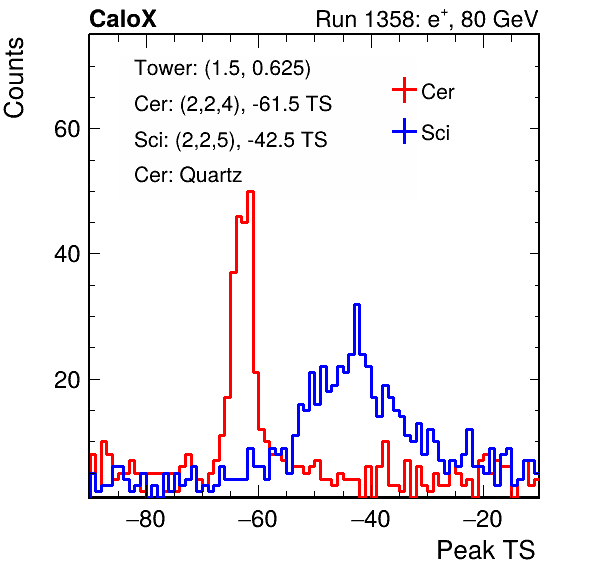 CaloX Run 1358: e⁺, 80 GeV
Counts
Tower: (1.5, 0.625)
Cer: (2,2,4), -61.5 TS
Sci: (2,2,5), -42.5 TS
Cer: Quartz
Cer
Sci
60
40
20
−80 −60 −40 −20
Peak TS